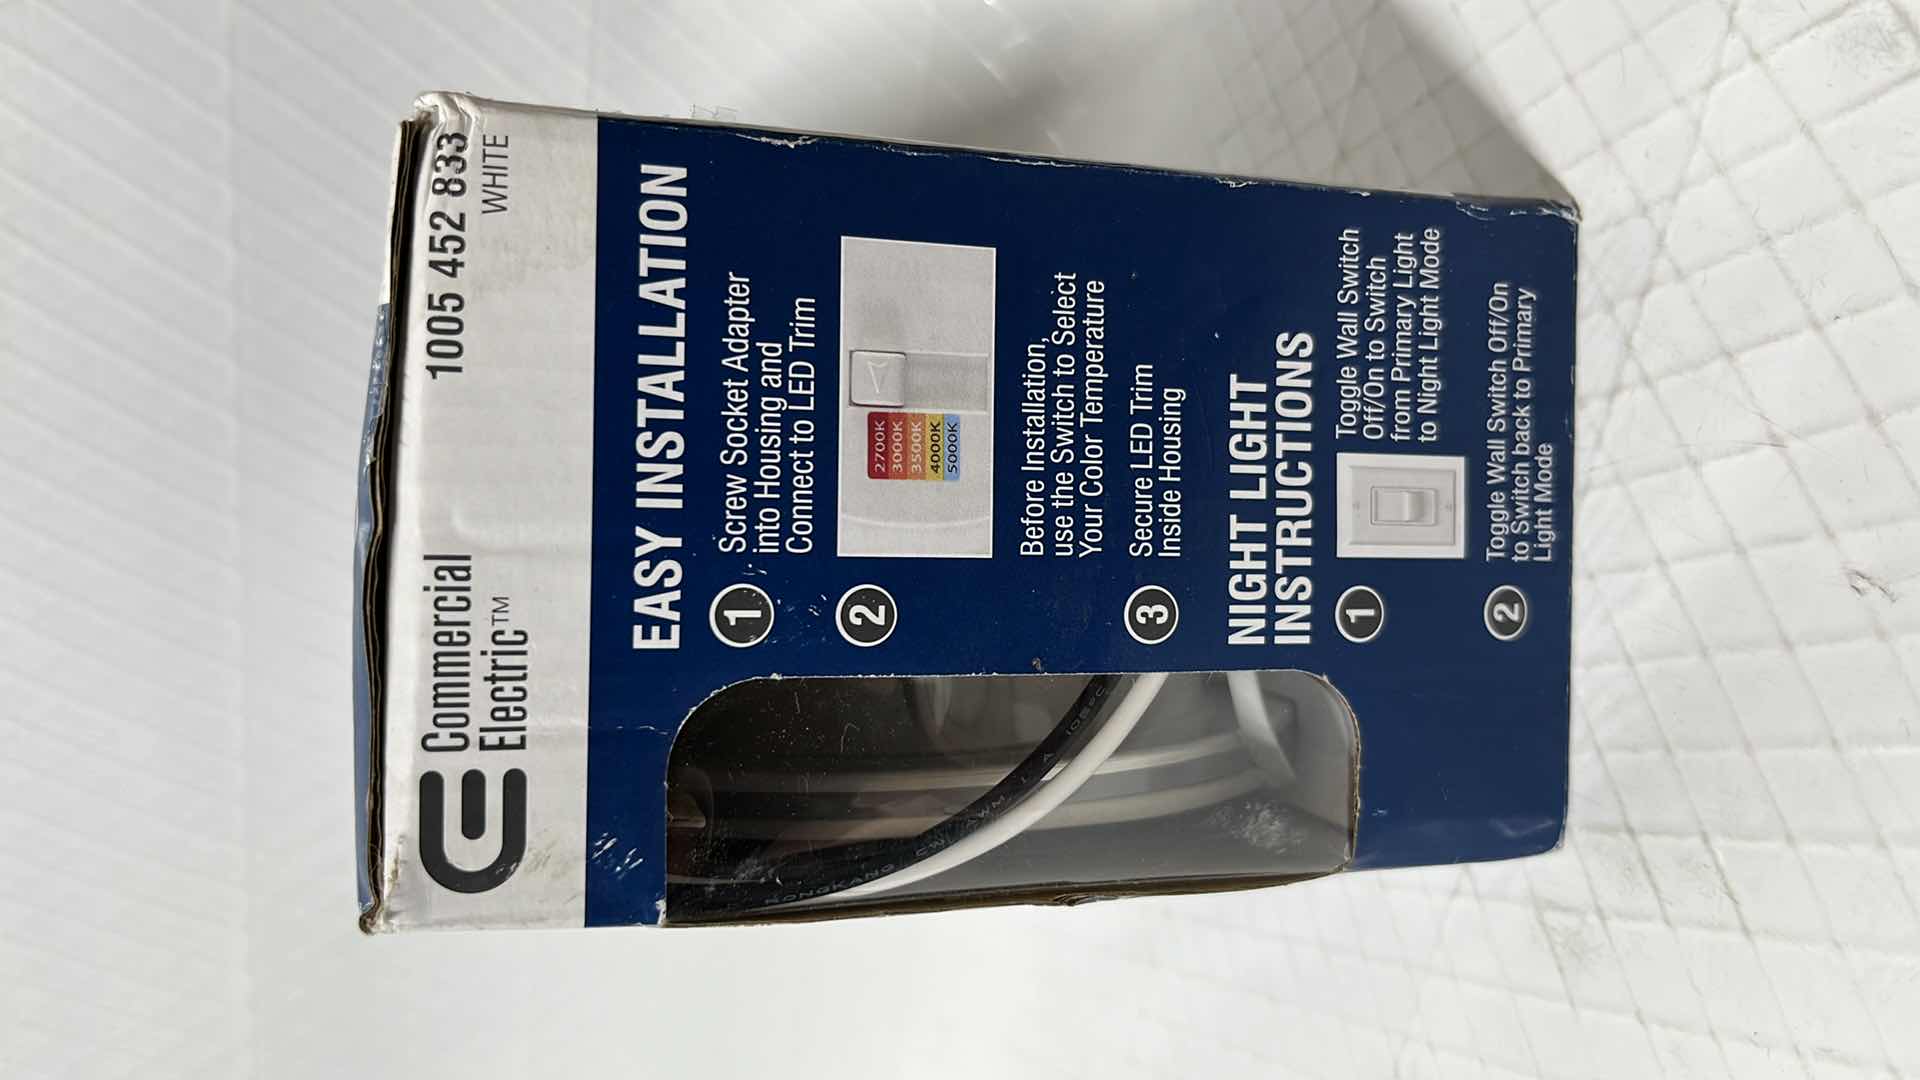 Commercial
Electric™
1005 452 833
WHITE
EASY INSTALLATION
1
Screw Socket Adapter
into Housing and
Connect to LED Trim
2
2700K
3000K
3500K
4000K
5000K
Before Installation,
use the Switch to Select
Your Color Temperature
3
Secure LED Trim
Inside Housing
NIGHT LIGHT
INSTRUCTIONS
1
Toggle Wall Switch
Off/On to Switch
from Primary Light
to Night Light Mode
2
Toggle Wall Switch Off/On
to Switch back to Primary
Light Mode
AWM I A 105°C